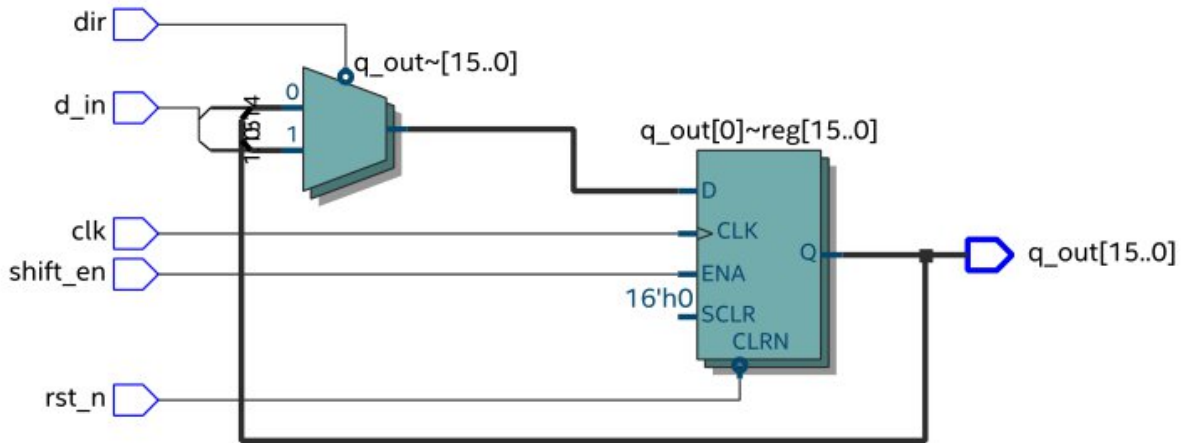 dir
q_out~[15..0]
d_in
0
1
q_out[0]~reg[15..0]
D
clk
CLK
Q
q_out[15..0]
shift_en
ENA
16'h0
SCLR
CLRN
rst_n